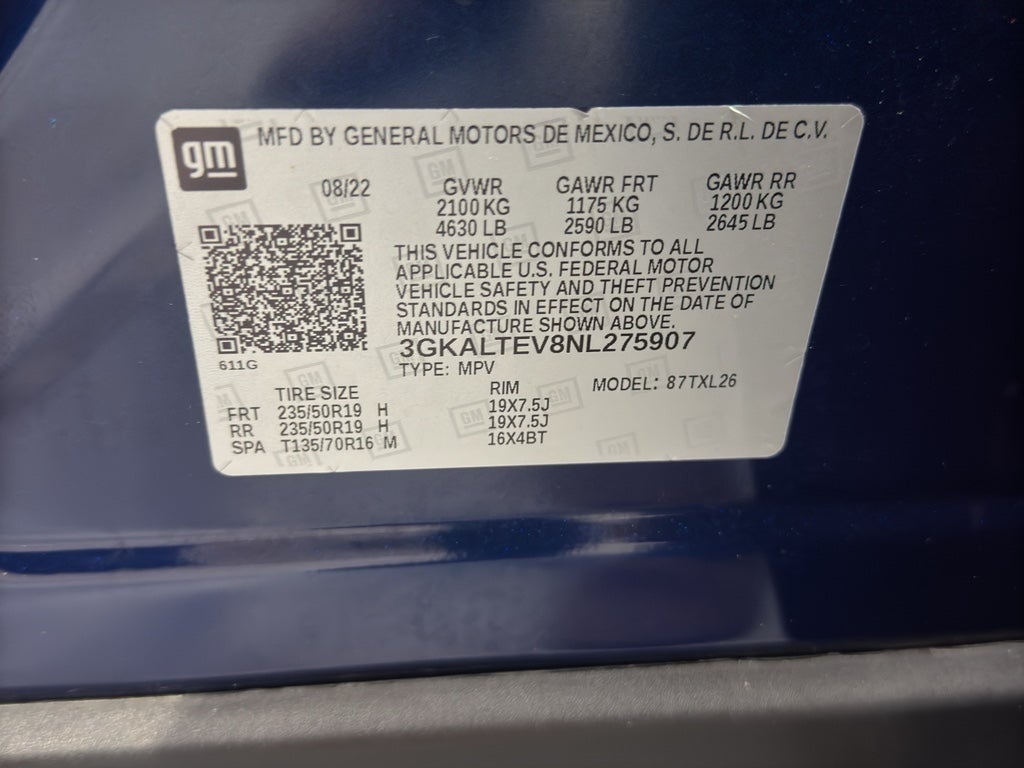 gm
MFD BY GENERAL MOTORS DE MEXICO, S. DE R.L. DE C.V.
08/22 GVWR GAWR FRT GAWR RR
2100 KG 1175 KG 1200 KG
4630 LB 2590 LB 2645 LB
THIS VEHICLE CONFORMS TO ALL
APPLICABLE U.S. FEDERAL MOTOR
VEHICLE SAFETY AND THEFT PREVENTION
STANDARDS IN EFFECT ON THE DATE OF
MANUFACTURE SHOWN ABOVE.
3GKALTEV8NL275907
611G
TYPE: MPV
MODEL: 87TXL26
TIRE SIZE RIM
FRT 235/50R19 H 19X7.5J
RR 235/50R19 H 19X7.5J
SPA T135/70R16 M 16X4BT